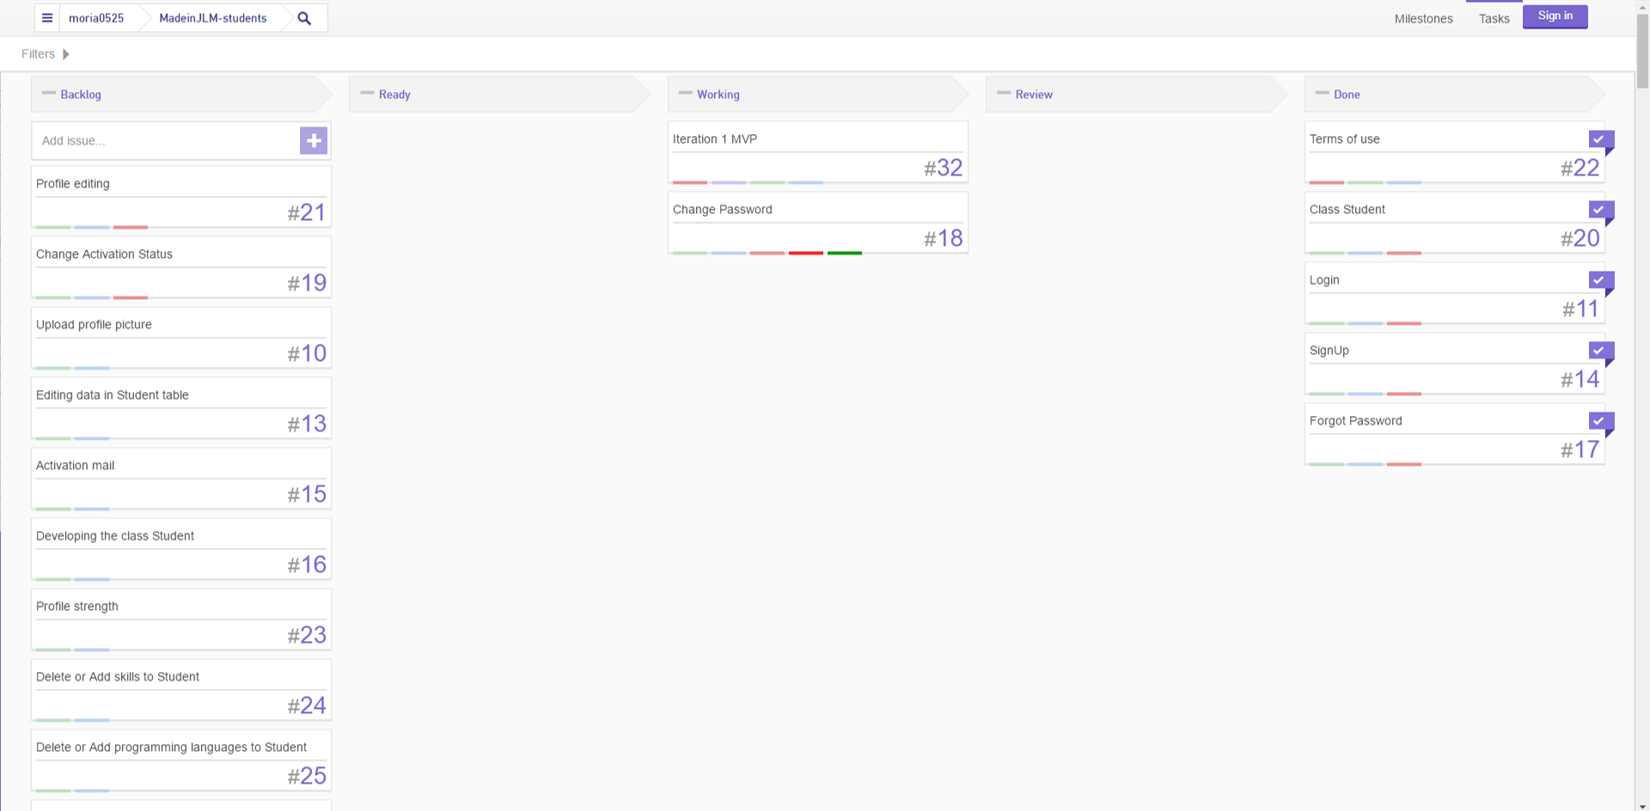 moria0525 MadeinJLM-students Milestones Tasks Sign in
Filters
Backlog Ready Working Review Done
Add issue...
Profile editing
#21
Change Activation Status
#19
Upload profile picture
#10
Editing data in Student table
#13
Activation mail
#15
Developing the class Student
#16
Profile strength
#23
Delete or Add skills to Student
#24
Delete or Add programming languages to Student
#25
Iteration 1 MVP
#32
Change Password
#18
Terms of use
#22
Class Student
#20
Login
#11
SignUp
#14
Forgot Password
#17